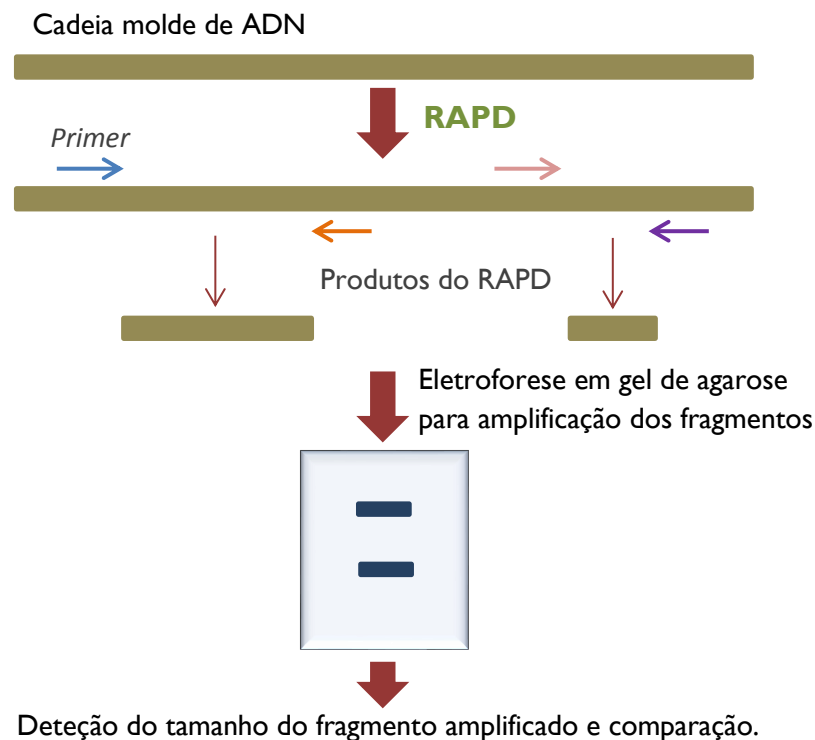 Cadeia molde de ADN
RAPD
Primer
Produtos do RAPD
Eletroforese em gel de agarose
para amplificação dos fragmentos
Deteção do tamanho do fragmento amplificado e comparação.